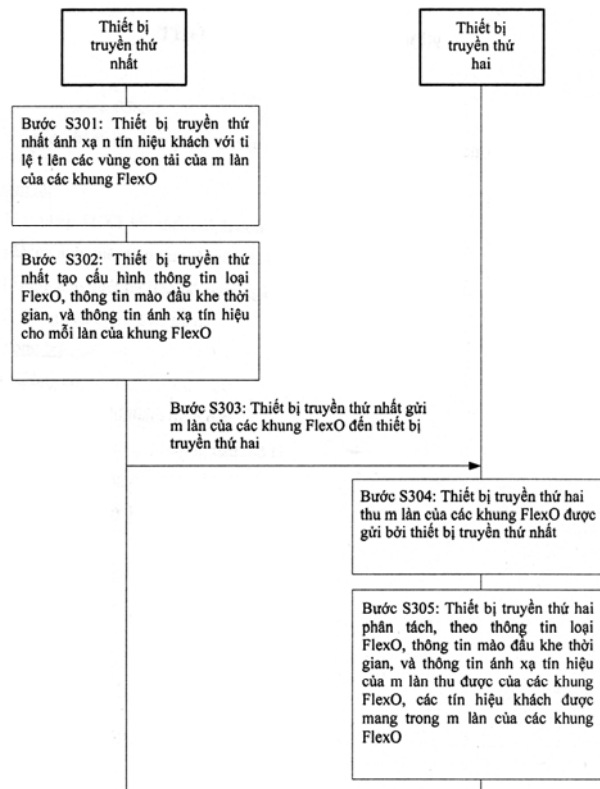 Thiết bị
truyền thứ
nhất
Thiết bị
truyền thứ
hai
Bước S301: Thiết bị truyền thứ
nhất ánh xạ n tín hiệu khách với tỉ
lệ t lên các vùng con tải của m làn
của các khung FlexO
Bước S302: Thiết bị truyền thứ
nhất tạo cấu hình thông tin loại
FlexO, thông tin mào đầu khe thời
gian, và thông tin ánh xạ tín hiệu
cho mỗi làn của khung FlexO
Bước S303: Thiết bị truyền thứ nhất gửi
m làn của các khung FlexO đến thiết bị
truyền thứ hai
Bước S304: Thiết bị truyền thứ hai
thu m làn của các khung FlexO được
gửi bởi thiết bị truyền thứ nhất
Bước S305: Thiết bị truyền thứ hai
phân tách, theo thông tin loại
FlexO, thông tin mào đầu khe thời
gian, và thông tin ánh xạ tín hiệu
của m làn thu được của các khung
FlexO, các tín hiệu khách được
mang trong m làn của các khung
FlexO